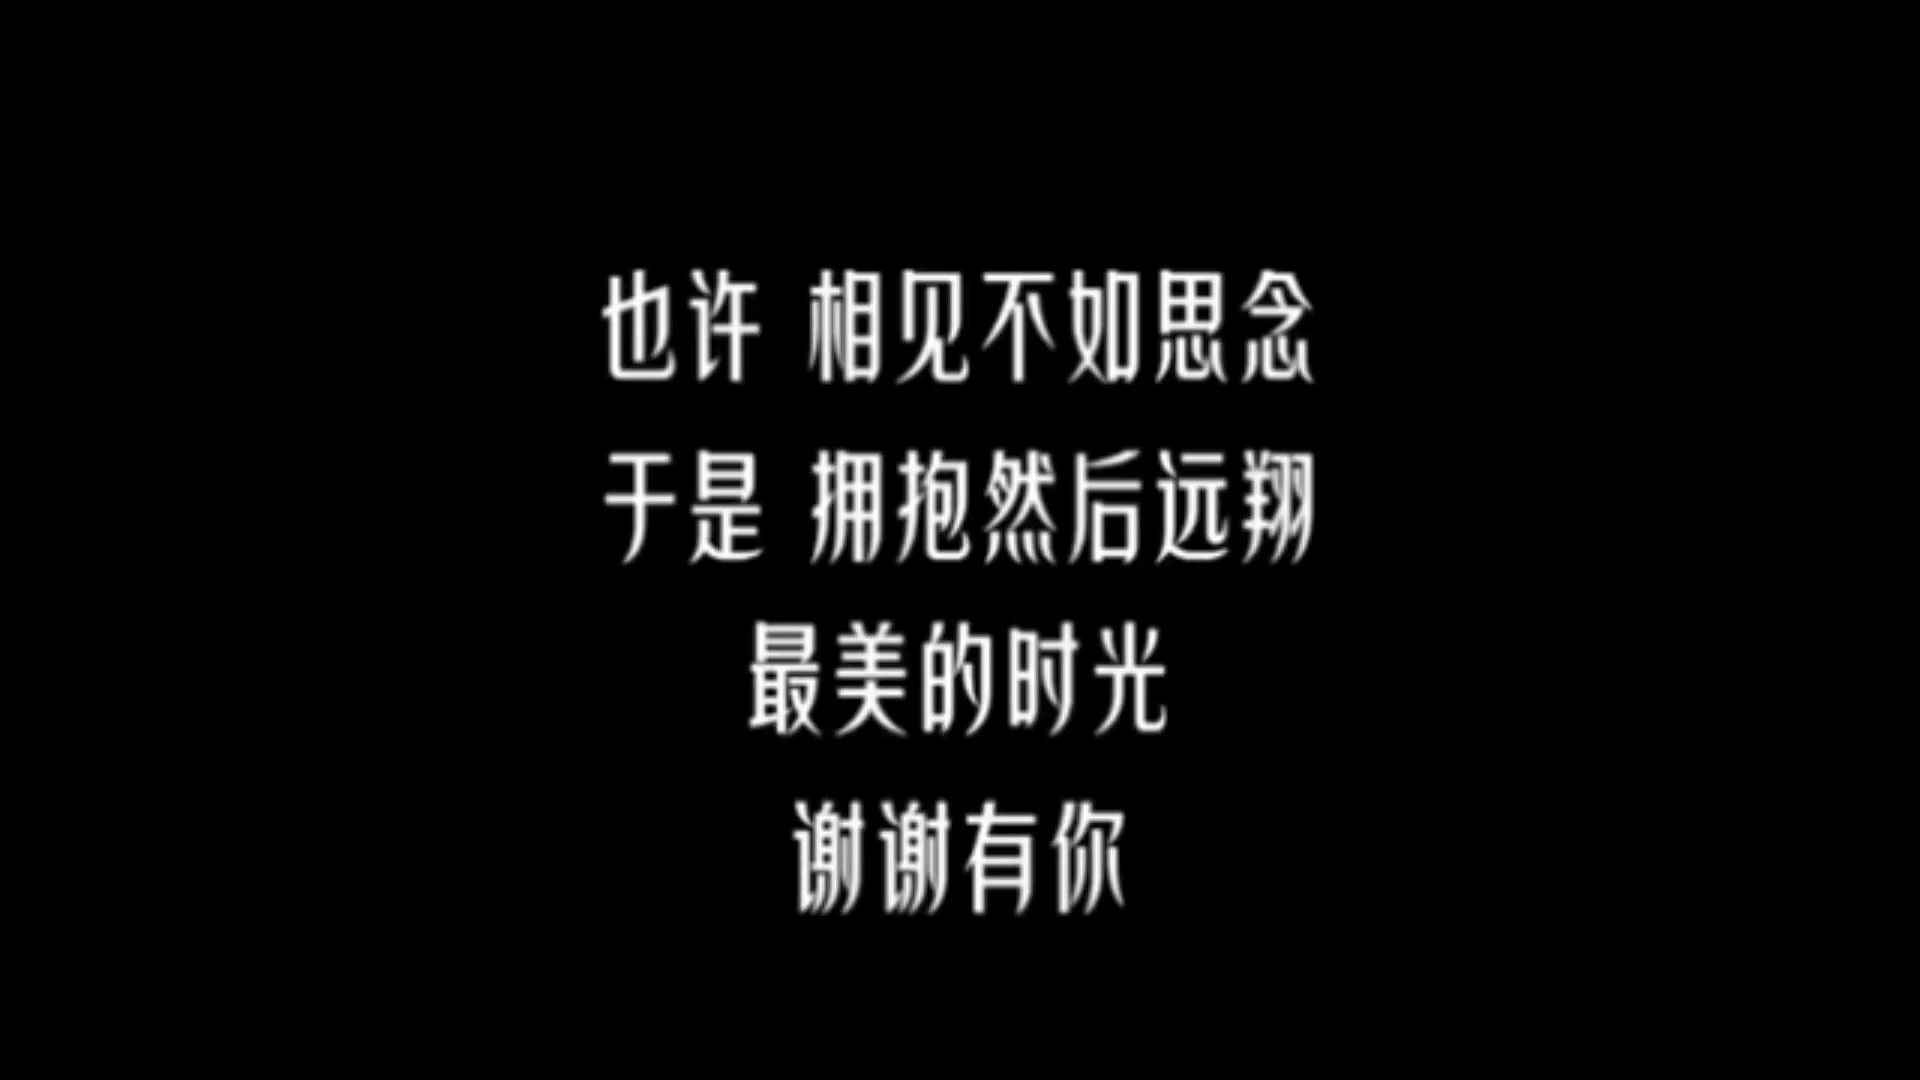 也许 相见不如思念
于是 拥抱然后远翔
最美的时光
谢谢有你